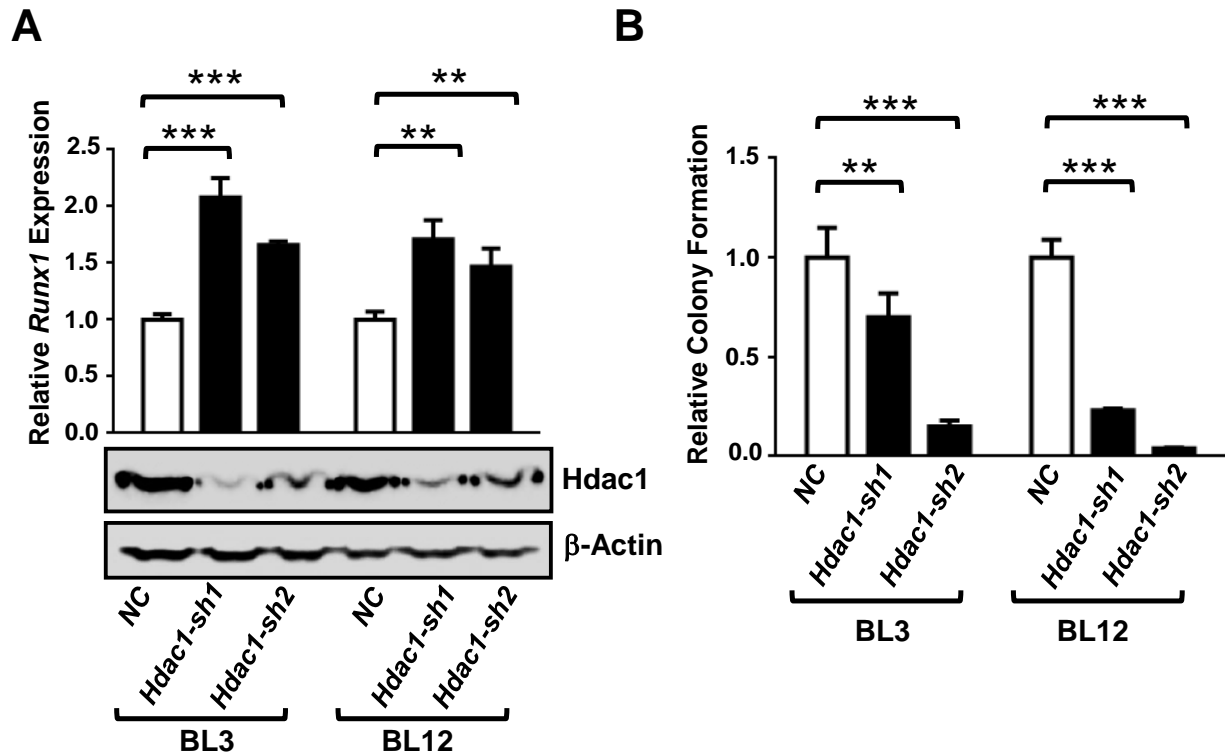 A
*** **
*** **
Relative Runx1 Expression
2.5
2.0
1.5
1.0
0.5
0.0
Hdac1
β-Actin
NC Hdac1-sh1 Hdac1-sh2 NC Hdac1-sh1 Hdac1-sh2
BL3 BL12
B
*** ***
** ***
Relative Colony Formation
1.5
1.0
0.5
0.0
NC Hdac1-sh1 Hdac1-sh2 NC Hdac1-sh1 Hdac1-sh2
BL3 BL12